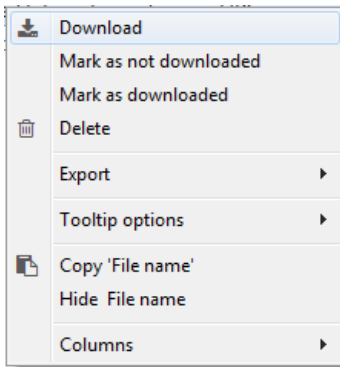 Download
Mark as not downloaded
Mark as downloaded
Delete
Export
Tooltip options
Copy 'File name'
Hide  File name
Columns